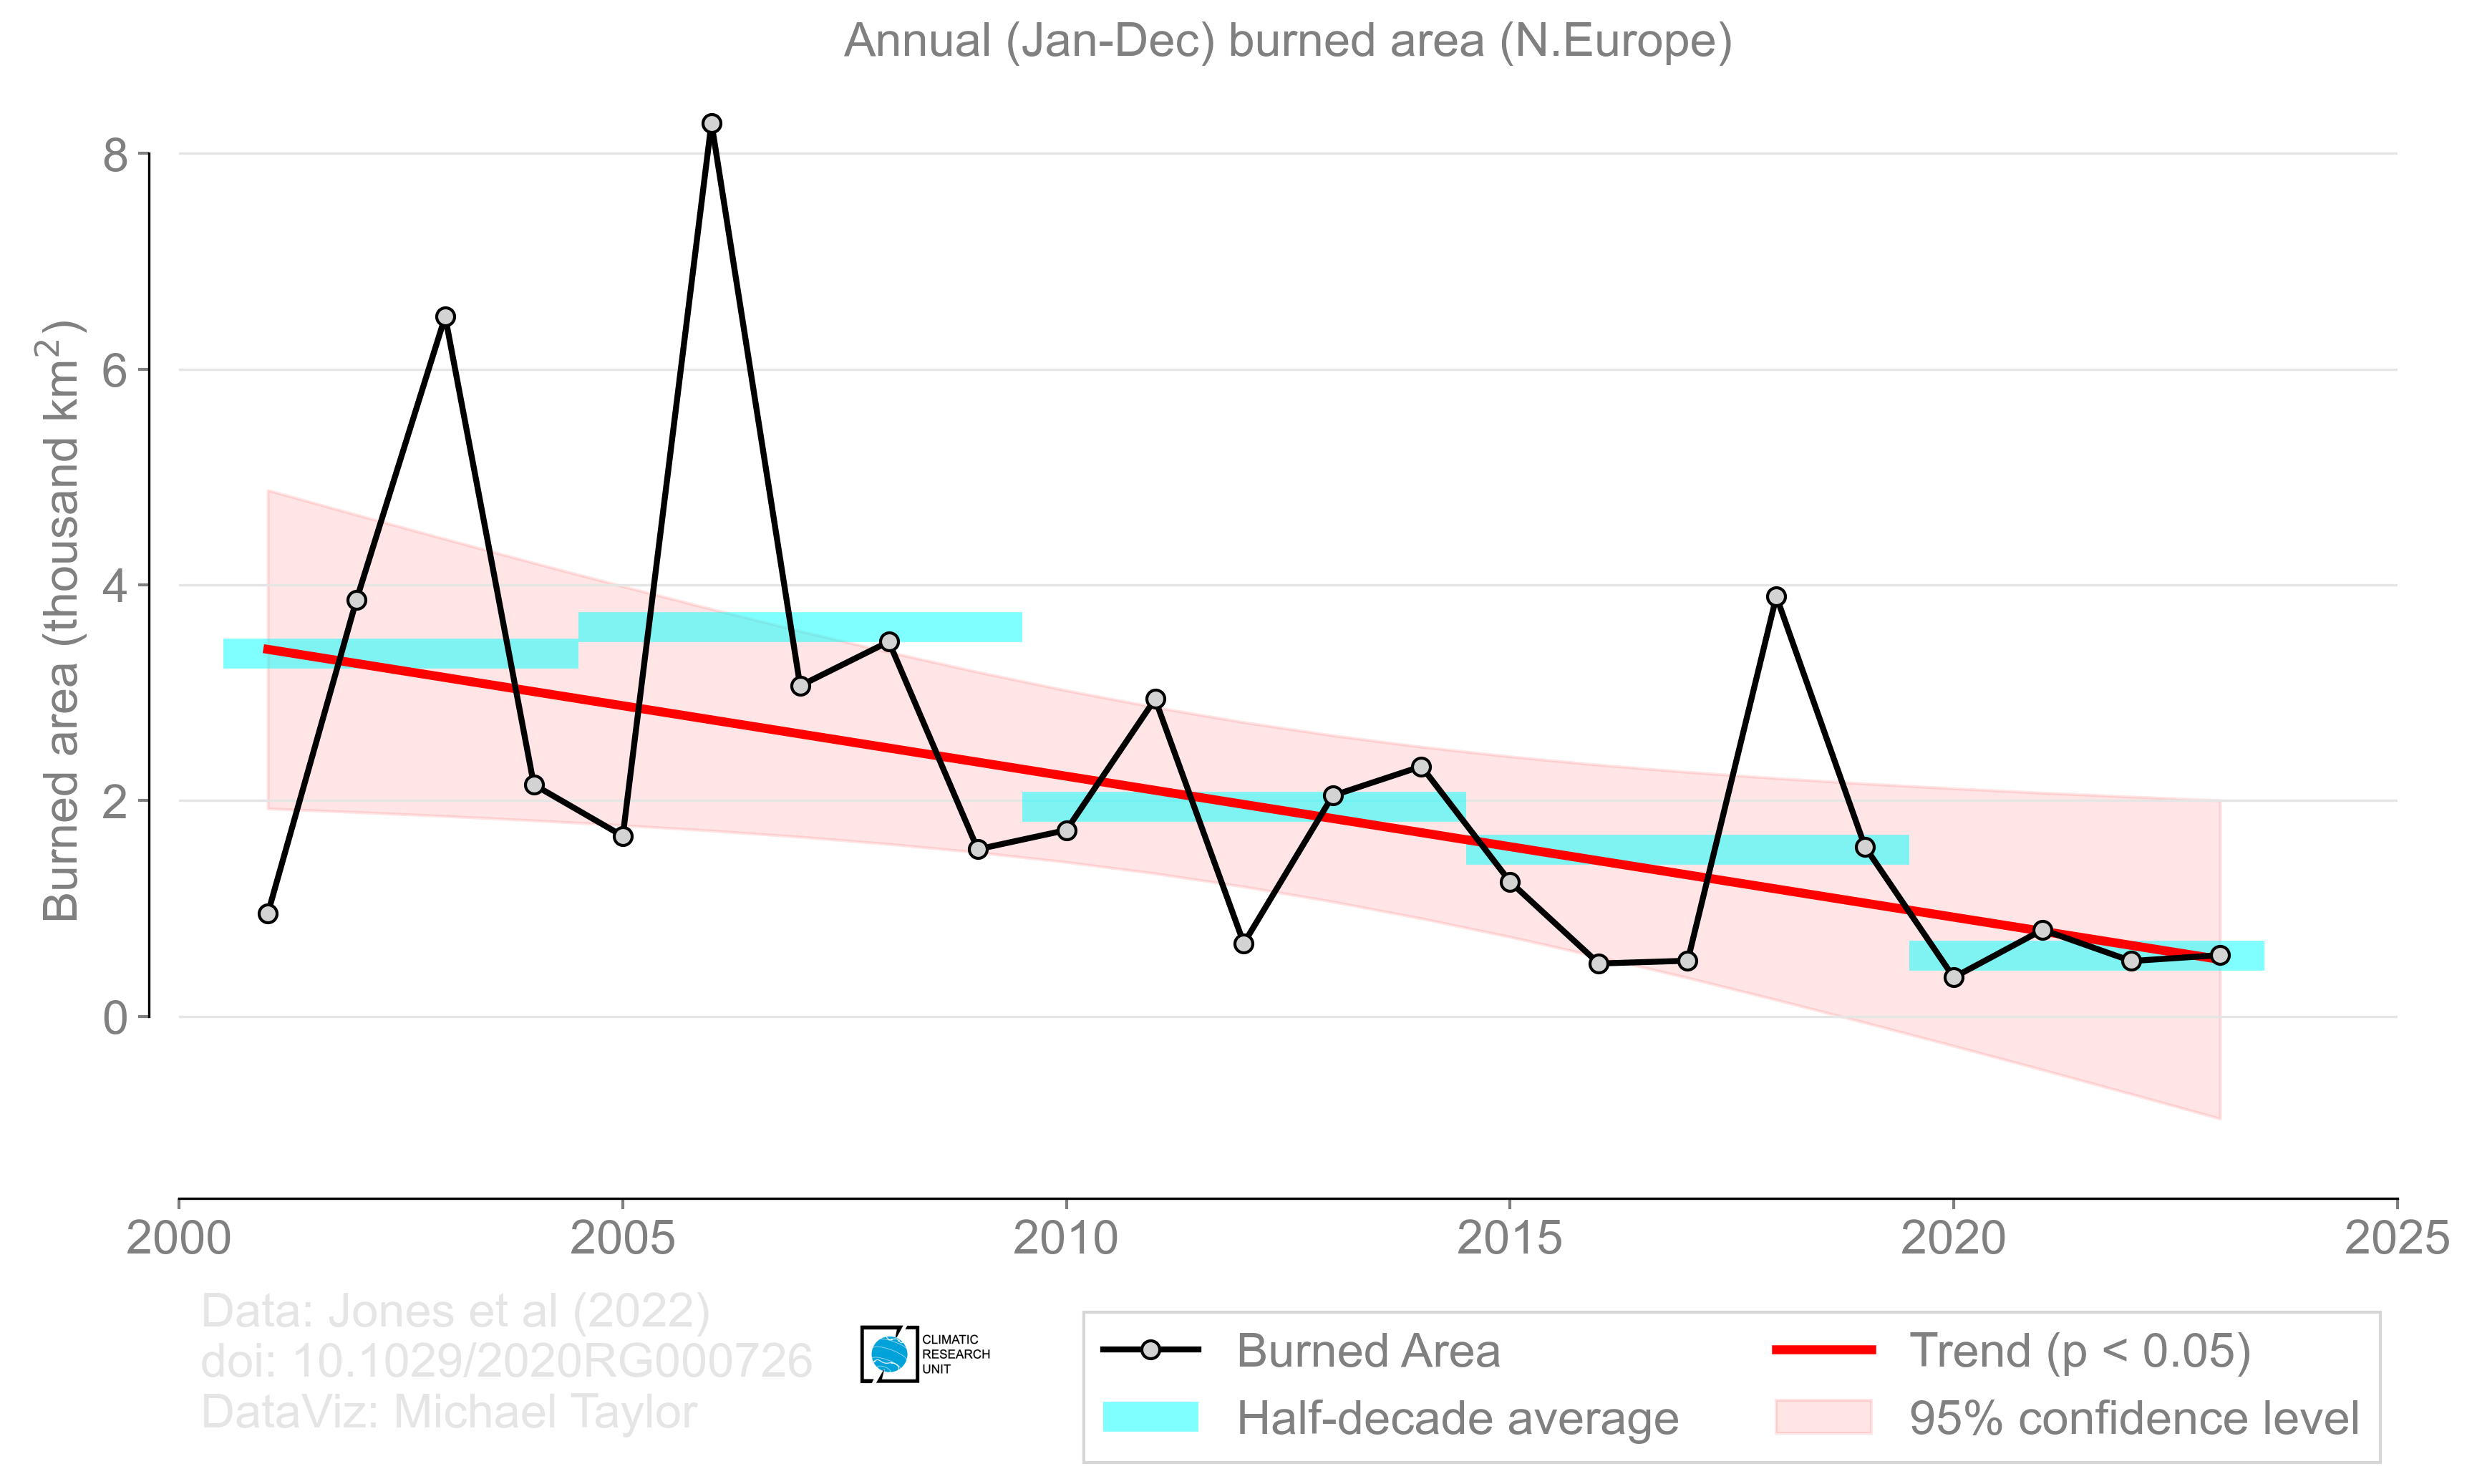 Annual (Jan-Dec) burned area (N.Europe)
Burned area (thousand km²)
8
6
4
2
0
2000 2005 2010 2015 2020 2025
Data: Jones et al (2022)
doi: 10.1029/2020RG000726
DataViz: Michael Taylor
CLIMATIC
RESEARCH
UNIT
Burned Area
Half-decade average
Trend (p < 0.05)
95% confidence level